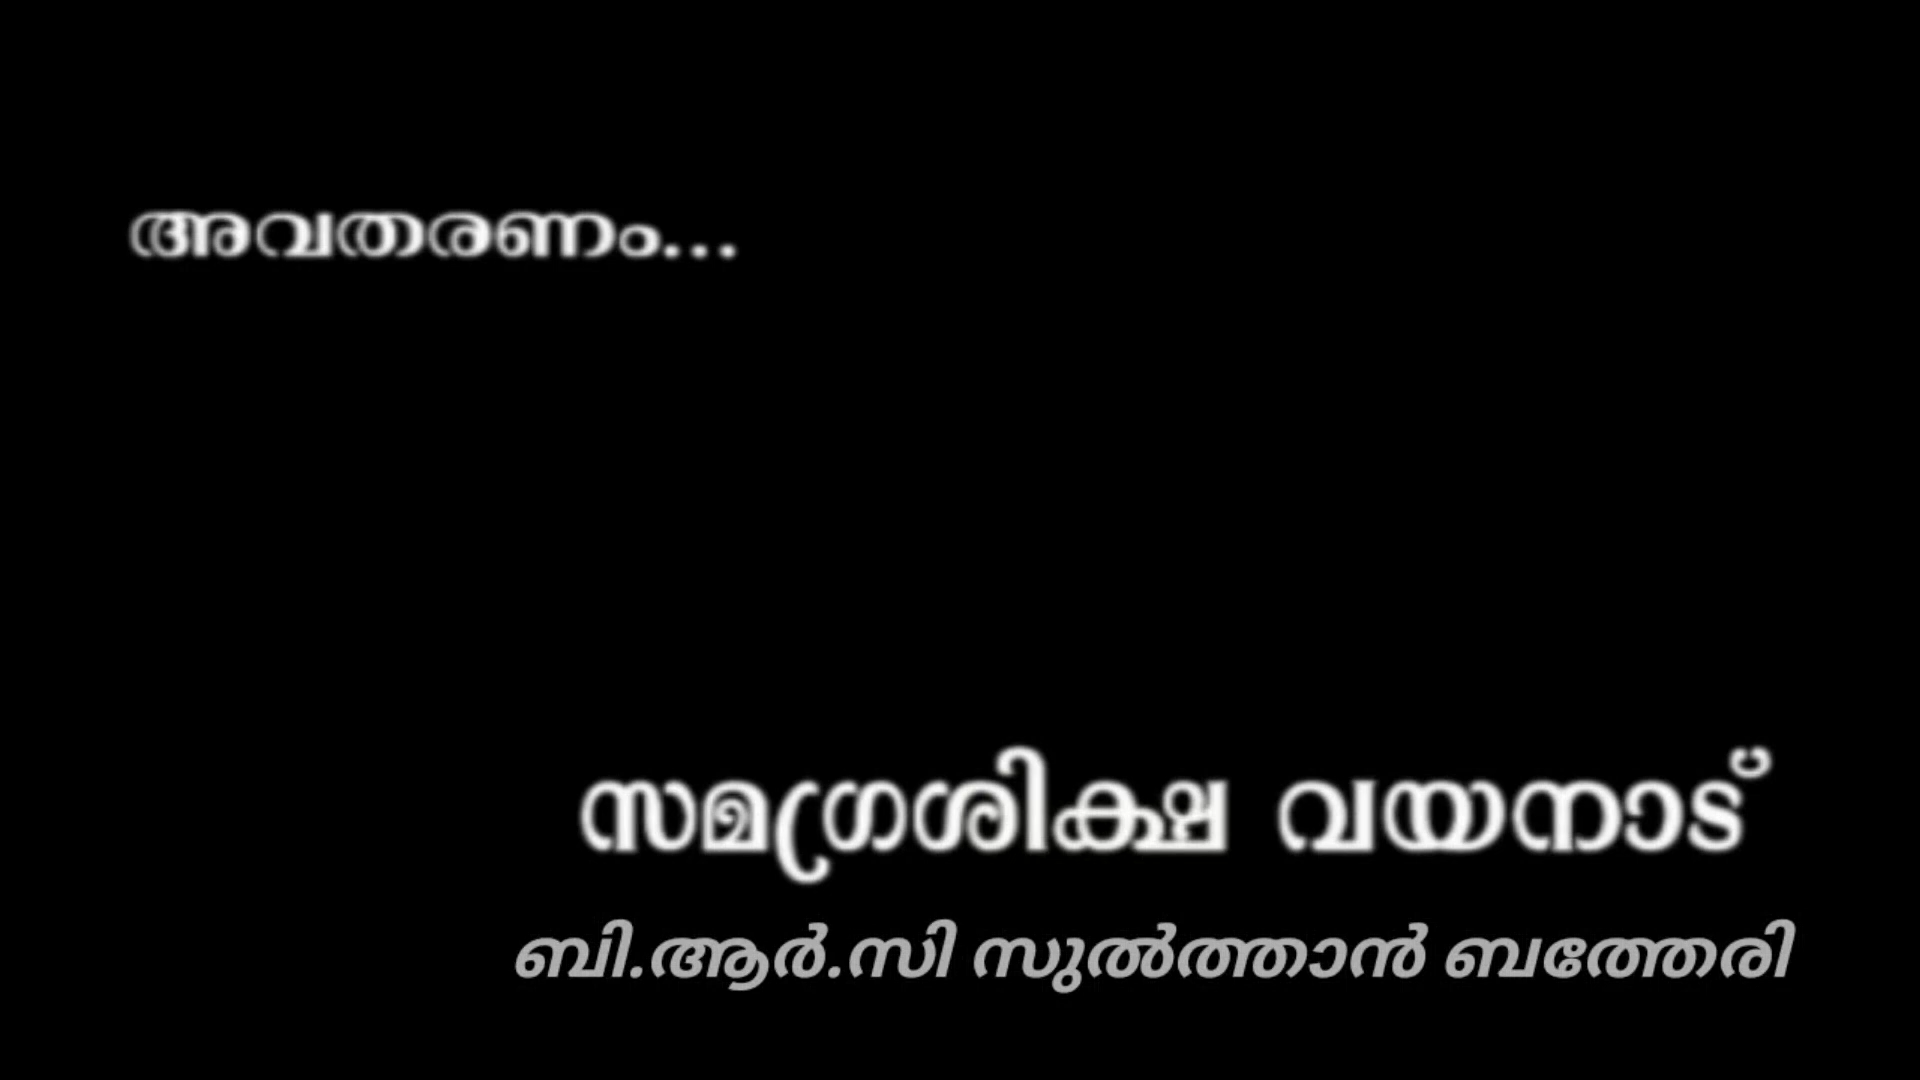 അവതരണം...
സമഗ്രശിക്ഷ വയനാട്
ബി.ആർ.സി സുൽത്താൻ ബത്തേരി